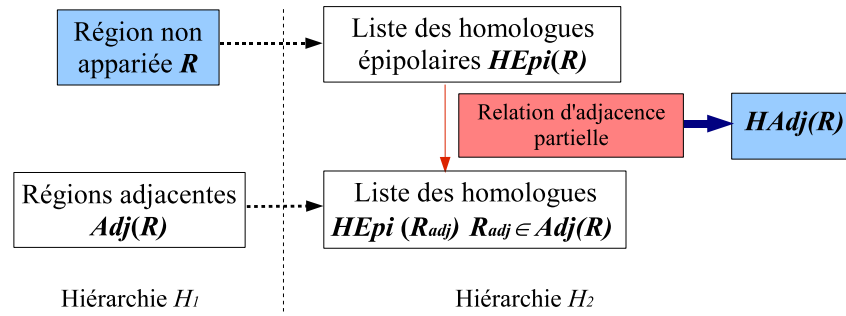 Région non
appariée R
Liste des homologues
épipolaires HEpi(R)
Relation d'adjacence
partielle
HAdj(R)
Régions adjacentes
Adj(R)
Liste des homologues
HEpi (Radj) Radj ∈ Adj(R)
Hiérarchie H1
Hiérarchie H2